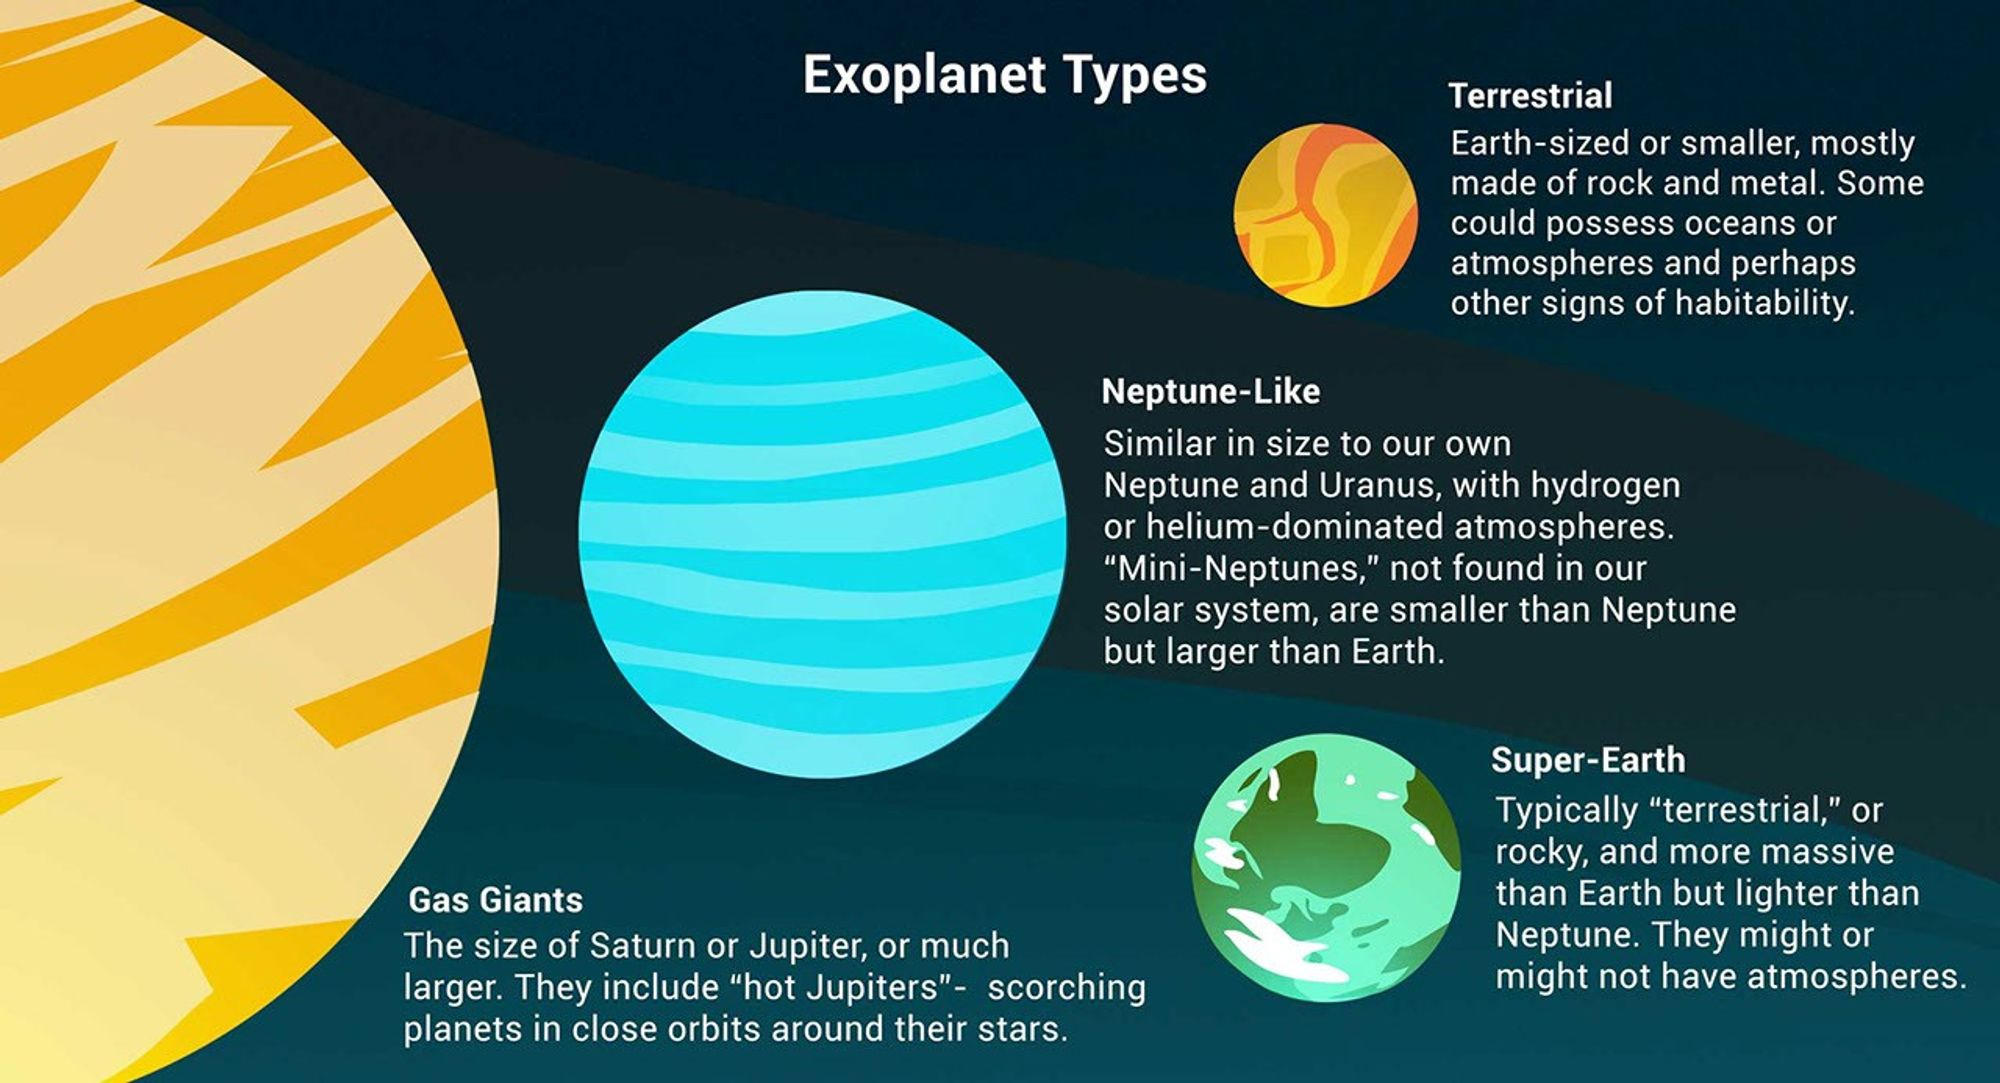 Exoplanet Types
Terrestrial
Earth-sized or smaller, mostly
made of rock and metal. Some
could possess oceans or
atmospheres and perhaps
other signs of habitability.
Neptune-Like
Similar in size to our own
Neptune and Uranus, with hydrogen
or helium-dominated atmospheres.
“Mini-Neptunes,” not found in our
solar system, are smaller than Neptune
but larger than Earth.
Super-Earth
Typically “terrestrial,” or
rocky, and more massive
than Earth but lighter than
Neptune. They might or
might not have atmospheres.
Gas Giants
The size of Saturn or Jupiter, or much
larger. They include “hot Jupiters”- scorching
planets in close orbits around their stars.